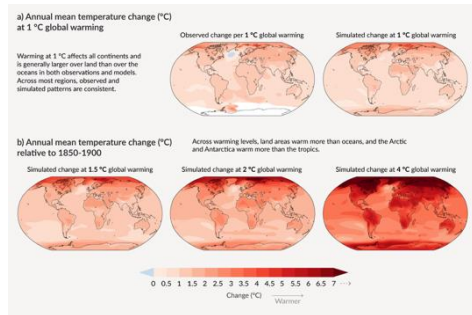 a) Annual mean temperature change (°C)
at 1 °C global warming
Warming at 1 °C affects all continents and
is generally larger over land than over the
oceans in both observations and models.
Across most regions, observed and
simulated patterns are consistent.
Observed change per 1 °C global warming
Simulated change at 1 °C global warming
b) Annual mean temperature change (°C)
relative to 1850-1900
Across warming levels, land areas warm more than oceans, and the Arctic
and Antarctica warm more than the tropics.
Simulated change at 1.5 °C global warming
Simulated change at 2 °C global warming
Simulated change at 4 °C global warming
0 0.5 1 1.5 2 2.5 3 3.5 4 4.5 5 5.5 6 6.5 7
Change (°C)
Warmer